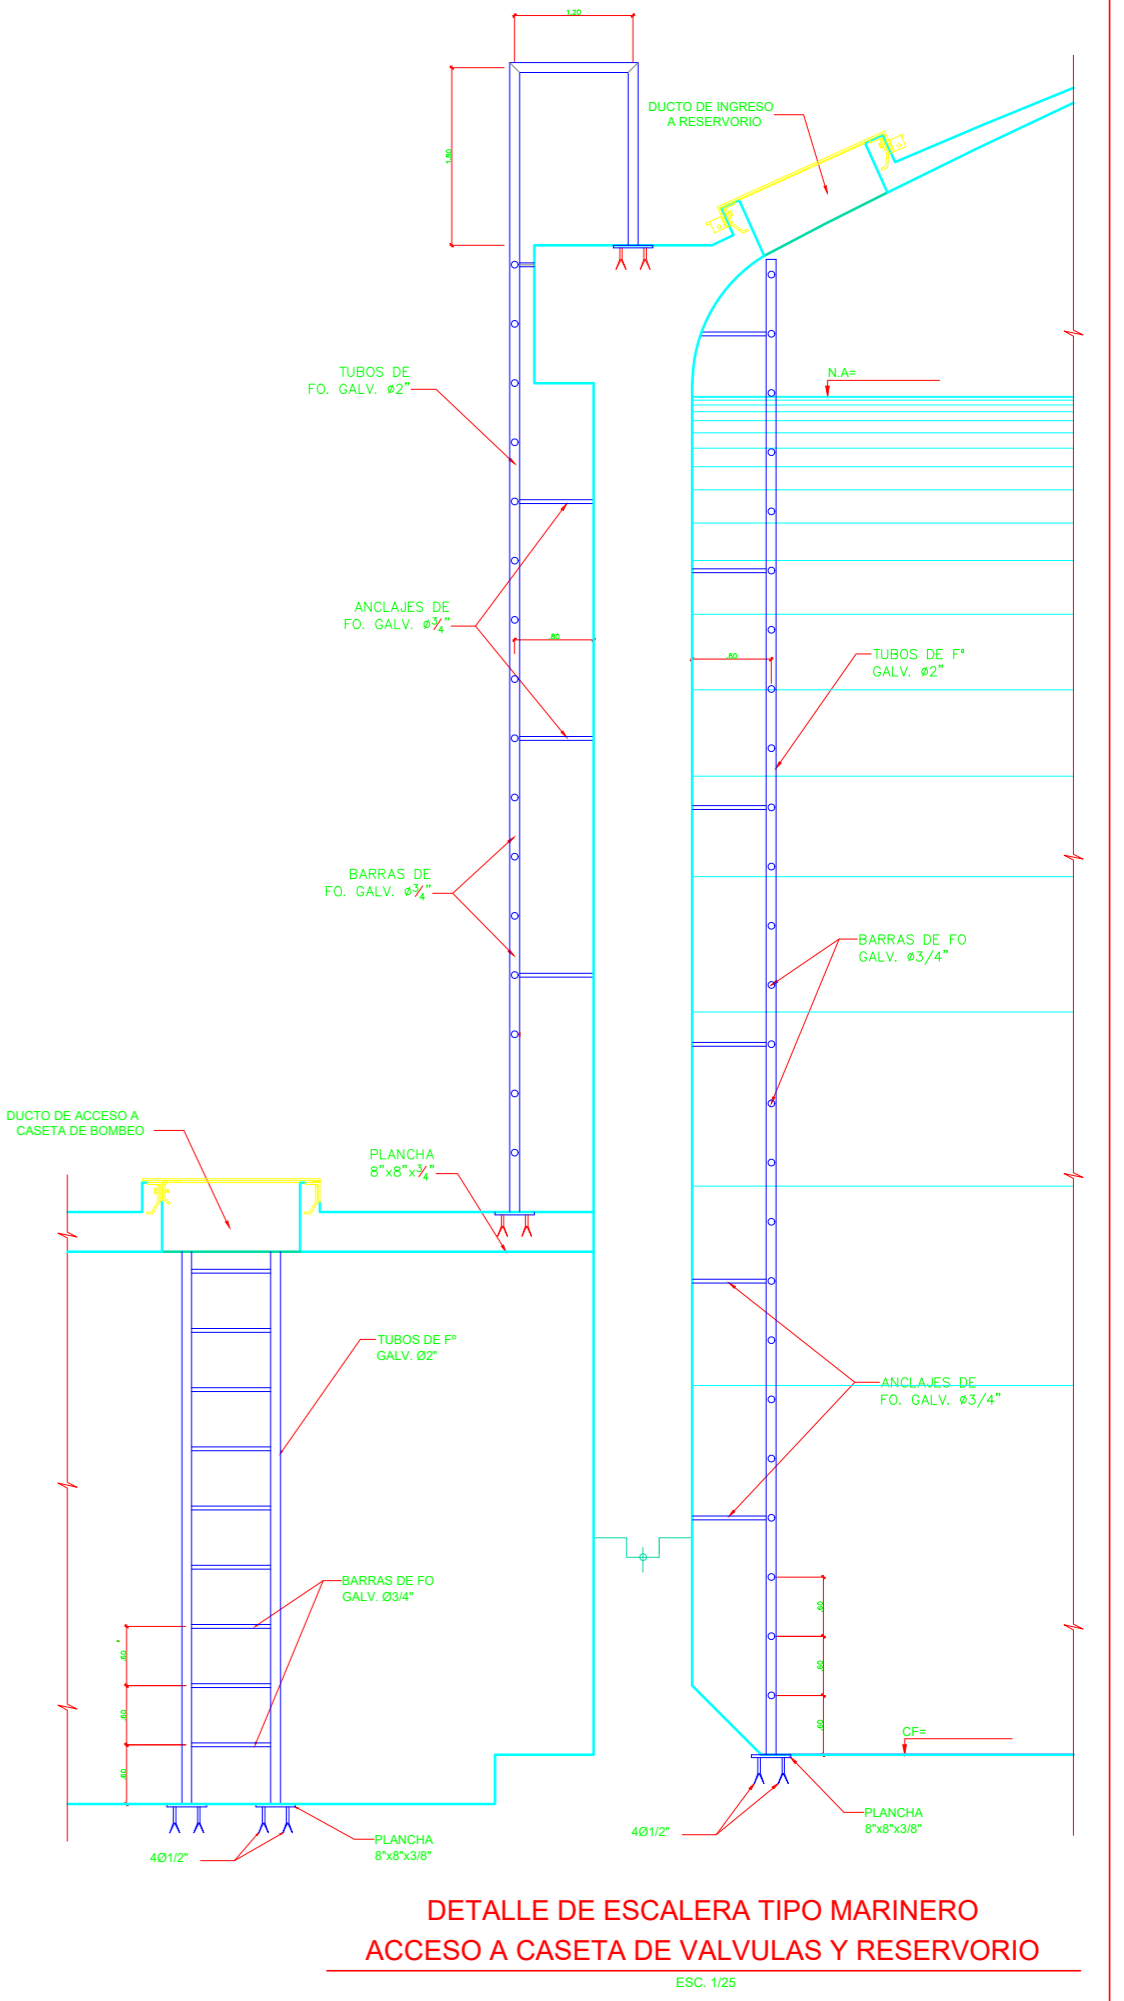 1.20
1.80
DUCTO DE INGRESO
A RESERVORIO
TUBOS DE
FO. GALV. ø2"
N.A=
ANCLAJES DE
FO. GALV. ø3/4"
.80
.80
TUBOS DE Fº
GALV. ø2"
BARRAS DE
FO. GALV. ø3/4"
BARRAS DE FO
GALV. ø3/4"
DUCTO DE ACCESO A
CASETA DE BOMBEO
PLANCHA
8"x8"x3/4"
TUBOS DE Fº
GALV. Ø2"
ANCLAJES DE
FO. GALV. ø3/4"
BARRAS DE FO
GALV. Ø3/4"
.60
.60
.60
.60
.60
.60
CF=
4Ø1/2"
PLANCHA
8"x8"x3/8"
4Ø1/2"
PLANCHA
8"x8"x3/8"
DETALLE DE ESCALERA TIPO MARINERO
ACCESO A CASETA DE VALVULAS Y RESERVORIO
ESC. 1/25